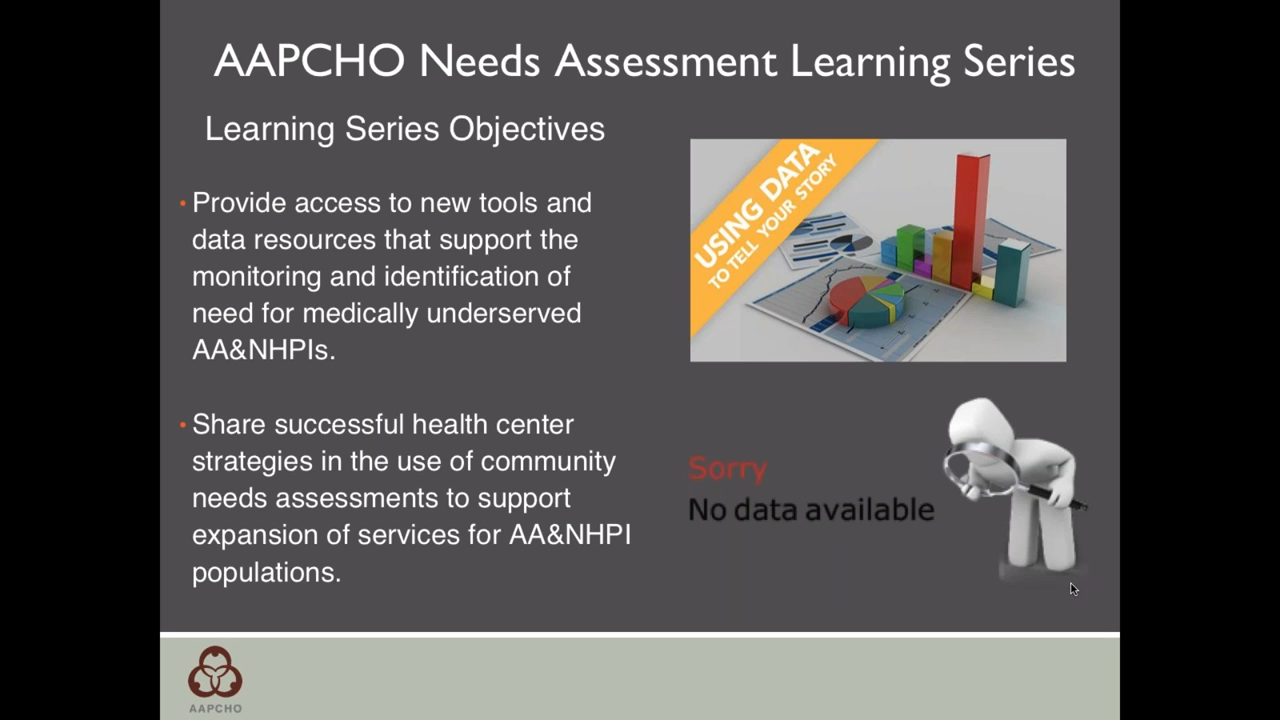 AAPCHO Needs Assessment Learning Series
Learning Series Objectives
• Provide access to new tools and
data resources that support the
monitoring and identification of
need for medically underserved
AA&NHPIs.
• Share successful health center
strategies in the use of community
needs assessments to support
expansion of services for AA&NHPI
populations.
USING DATA
TO TELL YOUR STORY
Sorry
No data available
AAPCHO